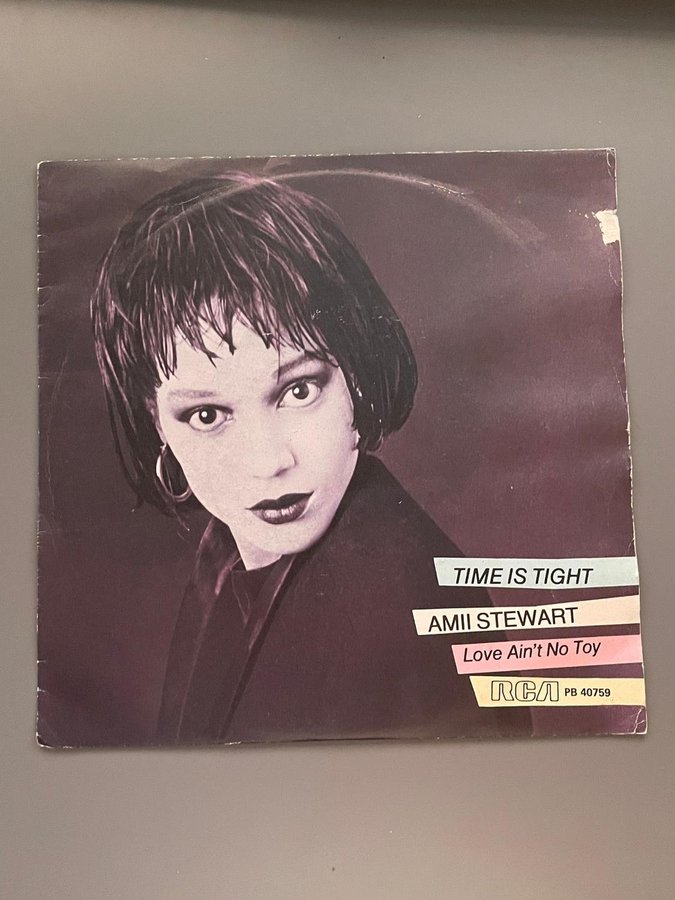 TIME IS TIGHT
AMII STEWART
Love Ain't No Toy
RCA PB 40759